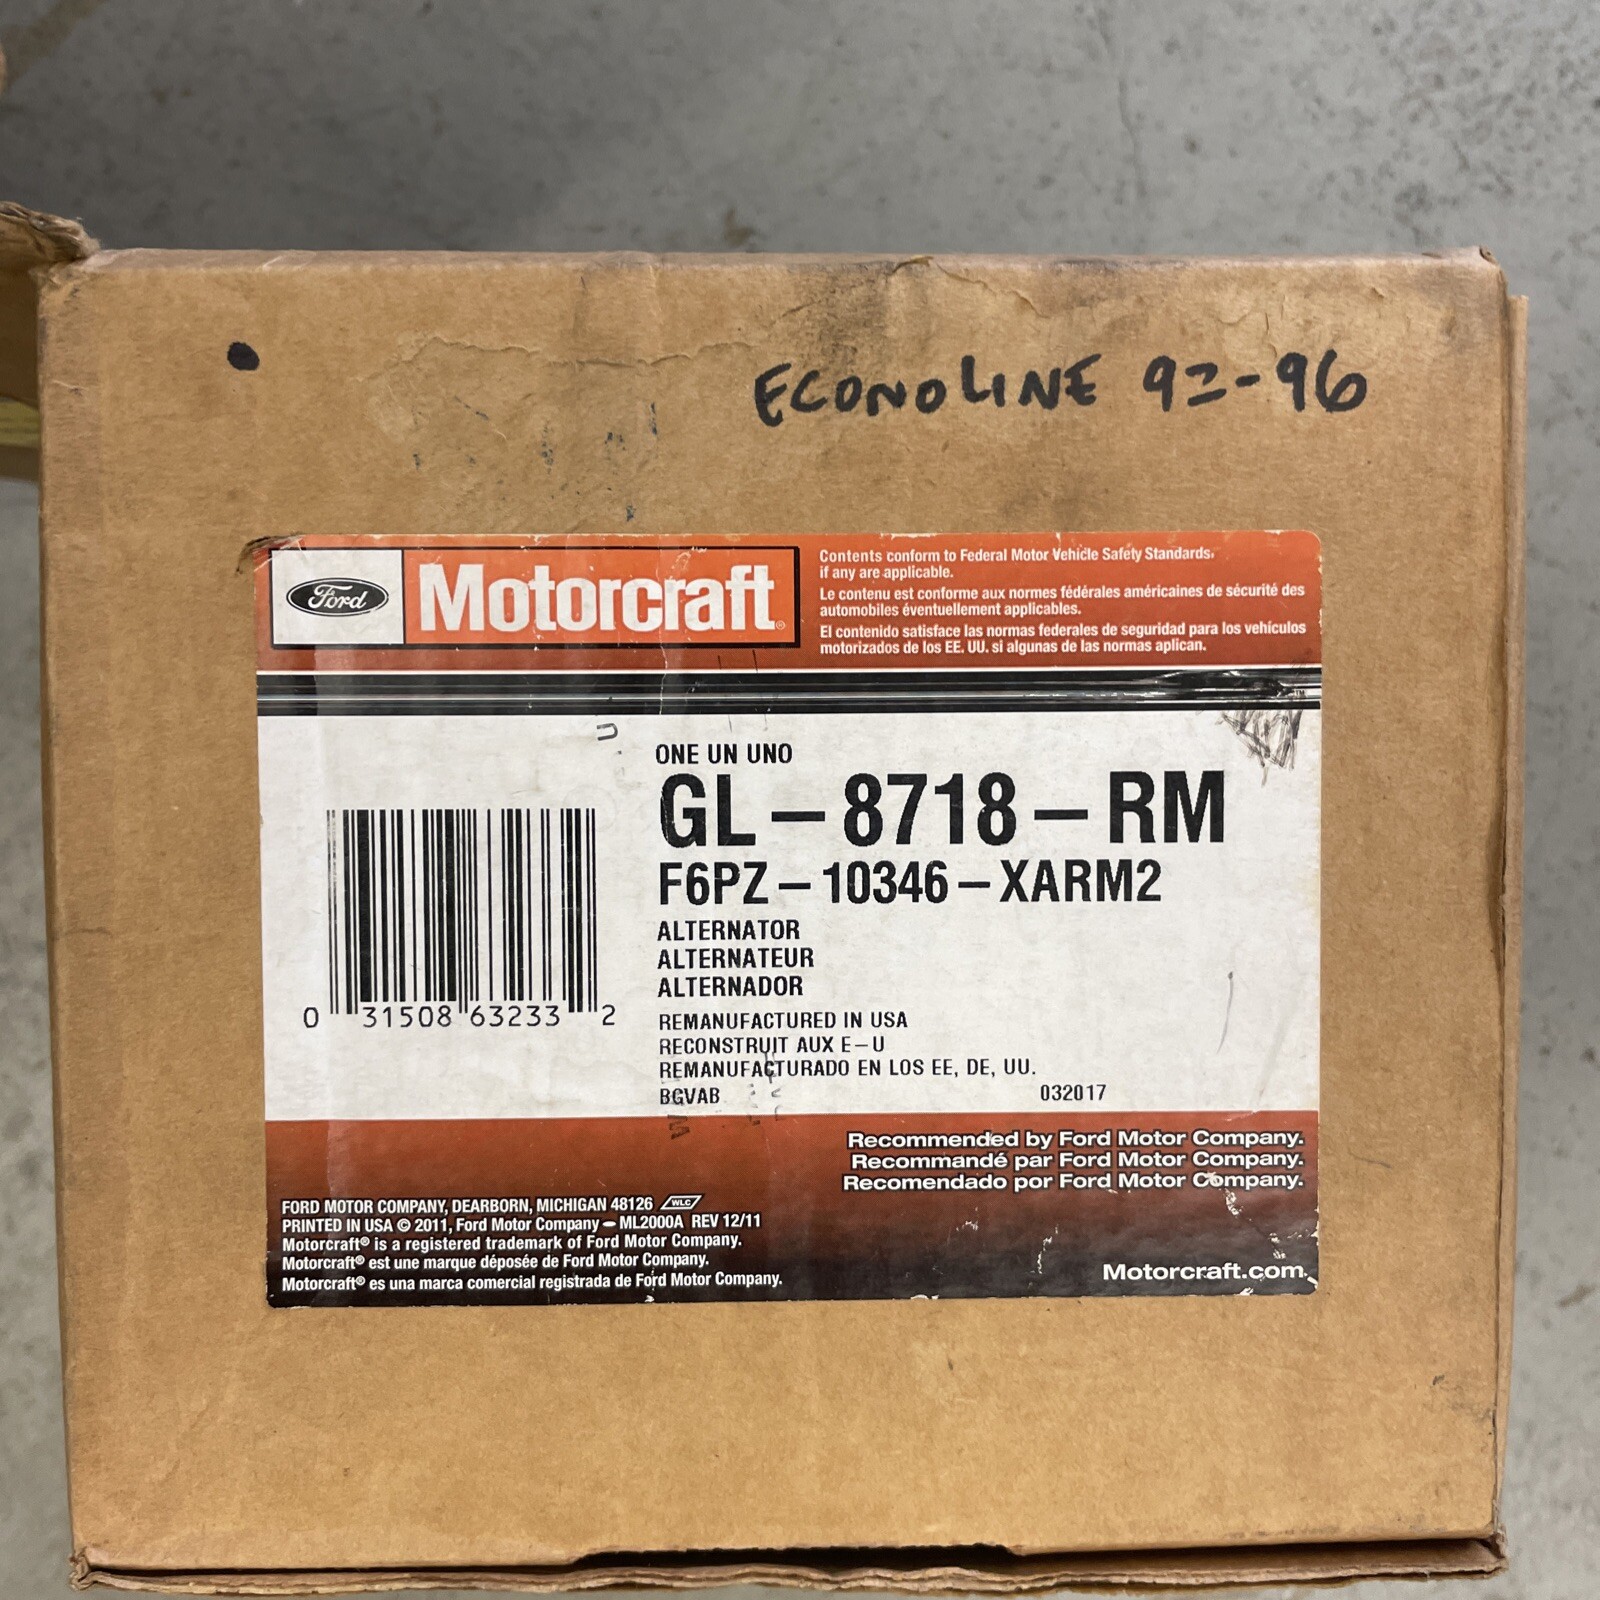 ECONOLINE 92-96
Ford
Motorcraft®
Contents conform to Federal Motor Vehicle Safety Standards,
if any are applicable.
Le contenu est conforme aux normes fédérales américaines de sécurité des
automobiles éventuellement applicables.
El contenido satisface las normas federales de seguridad para los vehículos
motorizados de los EE. UU. si algunas de las normas aplican.
ONE UN UNO
GL-8718-RM
F6PZ-10346-XARM2
ALTERNATOR
ALTERNATEUR
ALTERNADOR
0 31508 63233 2
REMANUFACTURED IN USA
RECONSTRUIT AUX E-U
REMANUFACTURADO EN LOS EE, DE, UU.
BGVAB 032017
Recommended by Ford Motor Company.
Recommandé par Ford Motor Company.
Recomendado por Ford Motor Company.
FORD MOTOR COMPANY, DEARBORN, MICHIGAN 48126 WLC
PRINTED IN USA © 2011, Ford Motor Company - ML2000A REV 12/11
Motorcraft® is a registered trademark of Ford Motor Company.
Motorcraft® est une marque déposée de Ford Motor Company.
Motorcraft® es una marca comercial registrada de Ford Motor Company.
Motorcraft.com